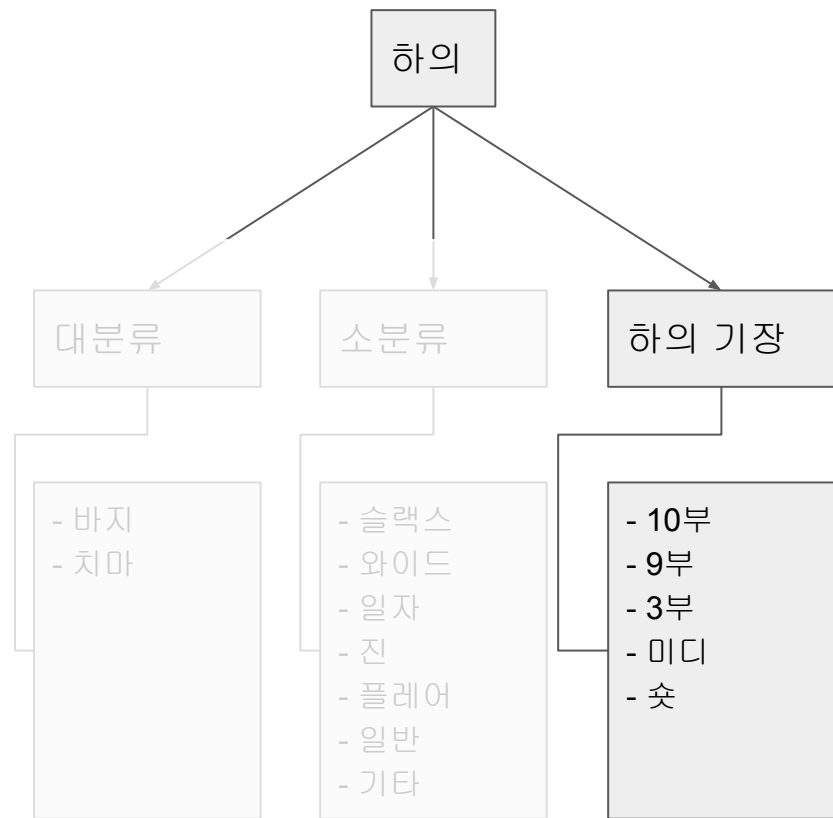 하의
대분류
소분류
하의 기장
- 바지
- 치마
- 슬랙스
- 와이드
- 일자
- 진
- 플레어
- 일반
- 기타
- 10부
- 9부
- 3부
- 미디
- 숏